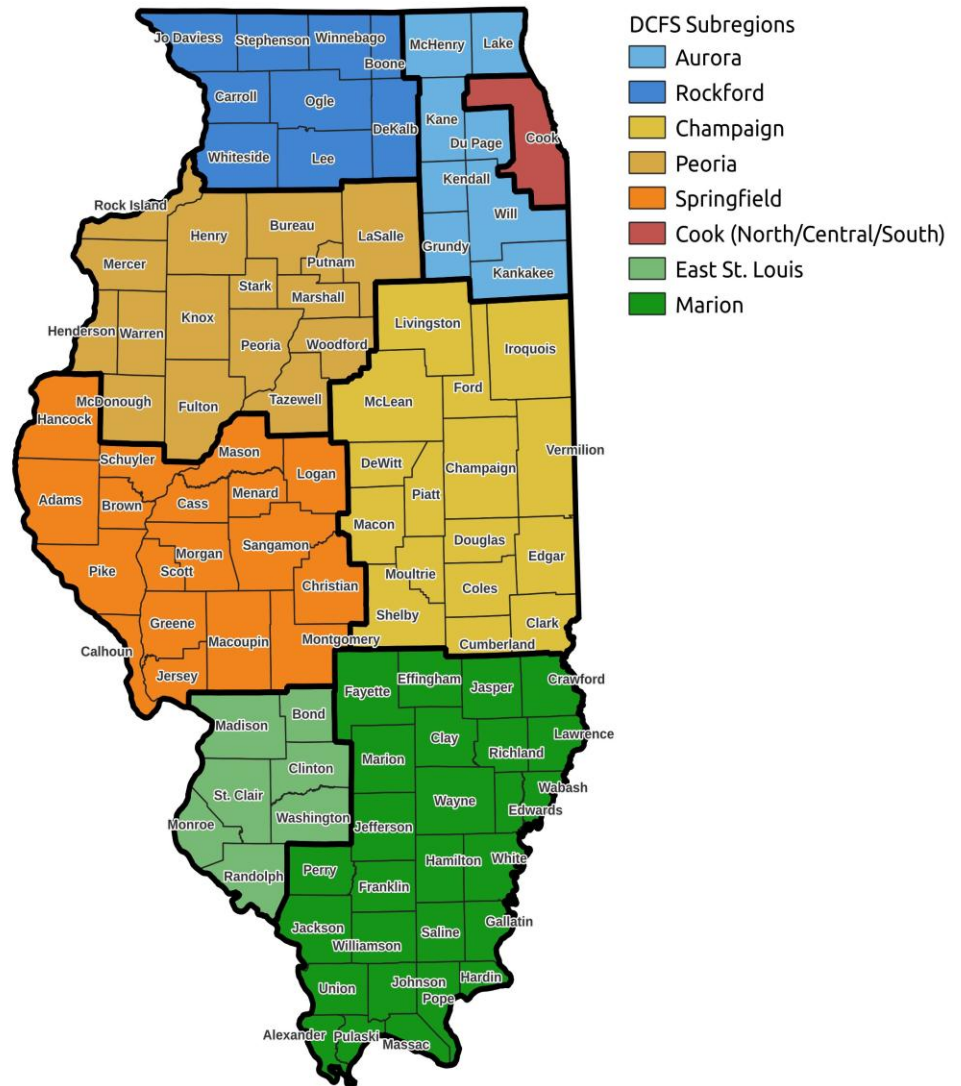 DCFS Subregions
Aurora
Rockford
Champaign
Peoria
Springfield
Cook (North/Central/South)
East St. Louis
Marion
Jo Daviess
Stephenson
Winnebago
Boone
McHenry
Lake
Carroll
Ogle
DeKalb
Kane
Cook
Du Page
Whiteside
Lee
Kendall
Rock Island
Bureau
LaSalle
Will
Henry
Grundy
Mercer
Putnam
Kankakee
Stark
Marshall
Knox
Livingston
Henderson
Warren
Peoria
Woodford
Iroquois
McDonough
Fulton
Tazewell
McLean
Ford
Hancock
Schuyler
Mason
Vermilion
Logan
DeWitt
Champaign
Adams
Brown
Cass
Menard
Piatt
Macon
Sangamon
Douglas
Morgan
Edgar
Pike
Scott
Christian
Moultrie
Coles
Greene
Shelby
Clark
Calhoun
Macoupin
Montgomery
Cumberland
Jersey
Fayette
Effingham
Jasper
Crawford
Madison
Bond
Clay
Lawrence
Marion
Richland
Clinton
St. Clair
Wabash
Wayne
Edwards
Monroe
Washington
Jefferson
Randolph
Perry
Hamilton
White
Franklin
Jackson
Williamson
Saline
Gallatin
Union
Johnson
Hardin
Pope
Alexander
Pulaski
Massac